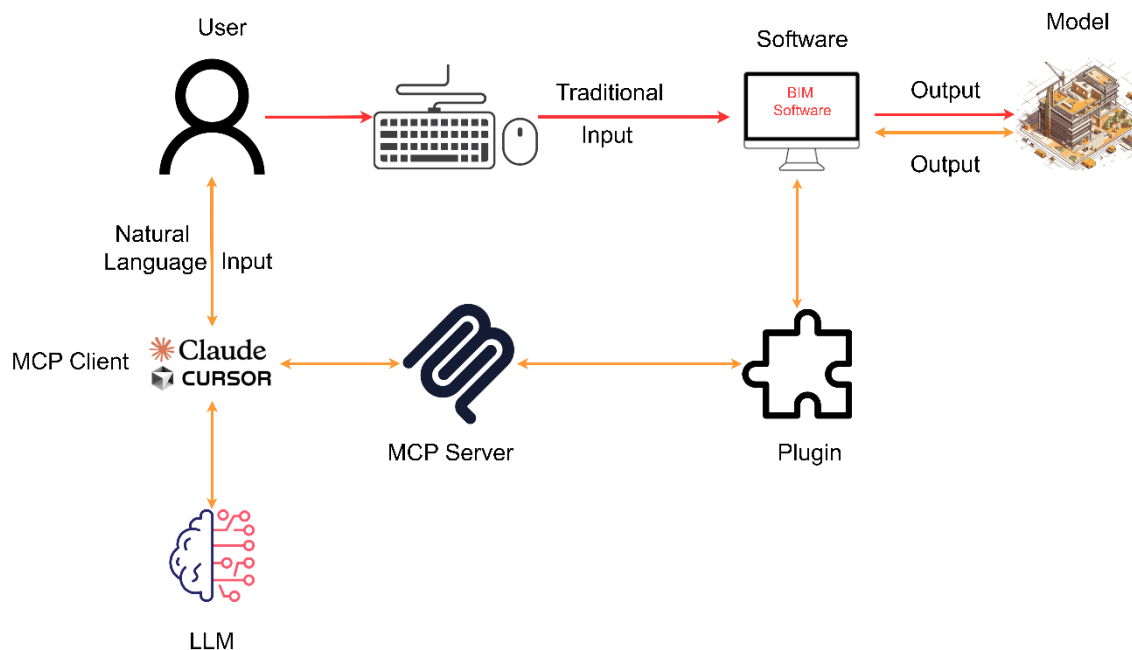 User
Software
Model
BIM
Software
Traditional
Input
Output
Output
Natural
Language Input
MCP Client
Claude
CURSOR
MCP Server
Plugin
LLM